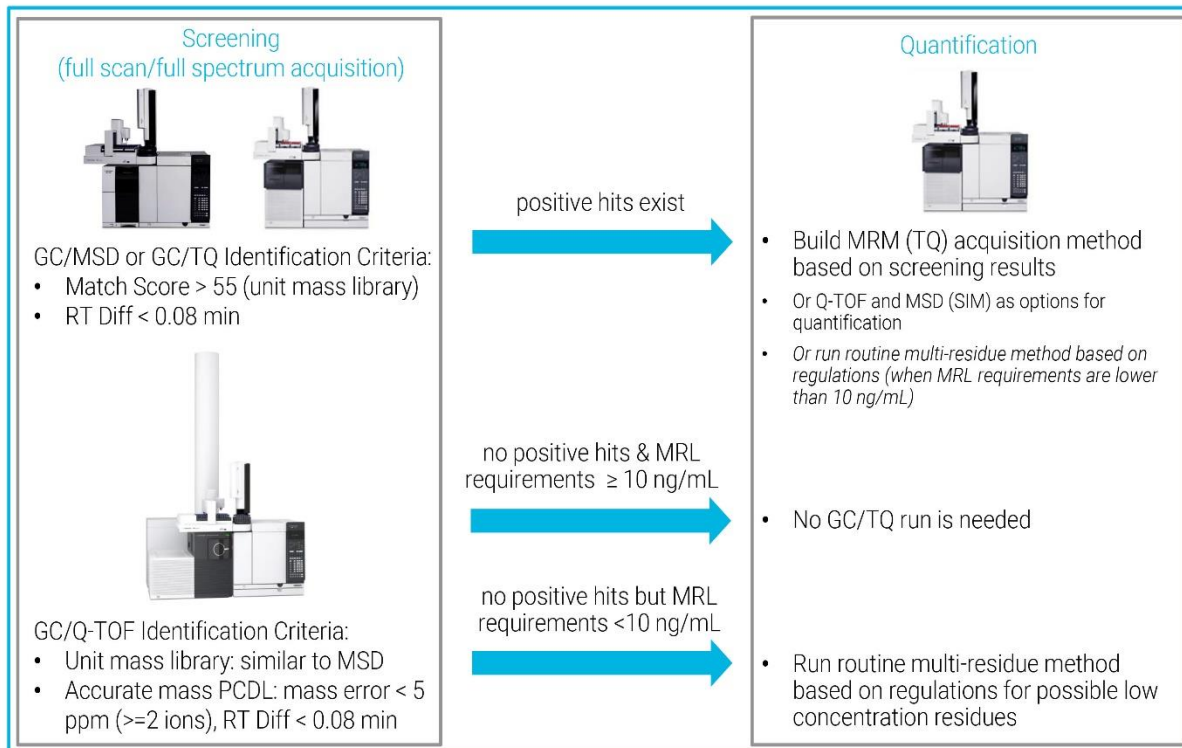 Screening
(full scan/full spectrum acquisition)
GC/MSD or GC/TQ Identification Criteria:
• Match Score > 55 (unit mass library)
• RT Diff < 0.08 min
GC/Q-TOF Identification Criteria:
• Unit mass library: similar to MSD
• Accurate mass PCDL: mass error < 5
ppm (>=2 ions), RT Diff < 0.08 min
positive hits exist
no positive hits & MRL
requirements ≥ 10 ng/mL
no positive hits but MRL
requirements <10 ng/mL
Quantification
• Build MRM (TQ) acquisition method
based on screening results
• Or Q-TOF and MSD (SIM) as options for
quantification
• Or run routine multi-residue method based on
regulations (when MRL requirements are lower
than 10 ng/mL)
• No GC/TQ run is needed
• Run routine multi-residue method
based on regulations for possible low
concentration residues